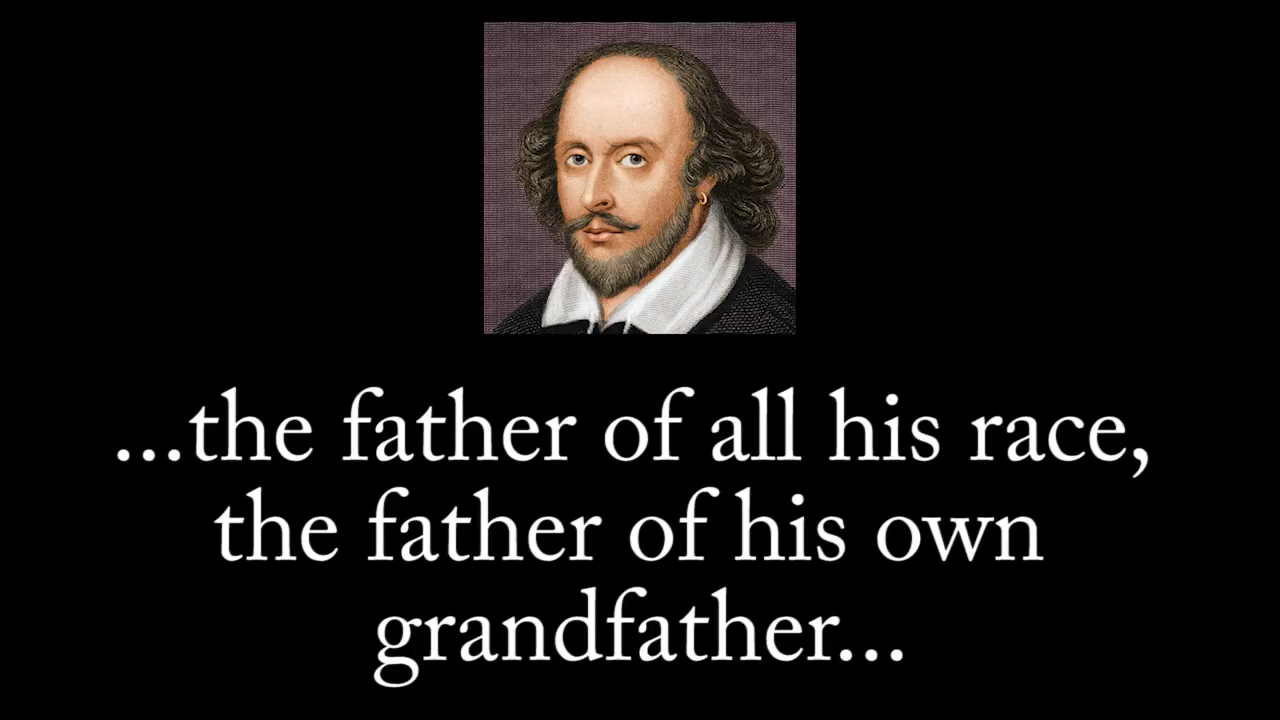 ...the father of all his race,
the father of his own
grandfather...